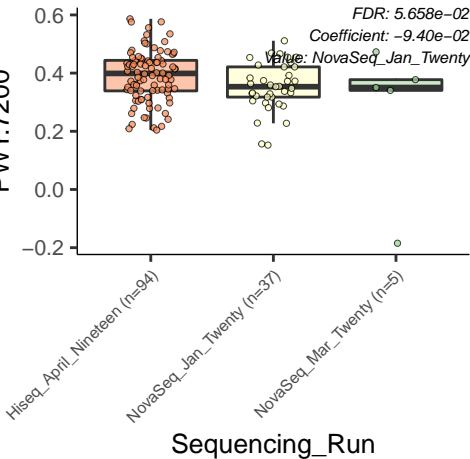 FDR: 5.658e−02
Coefficient: −9.40e−02
Value: NovaSeq_Jan_Twenty
0.6
0.4
0.2
0.0
−0.2
Hiseq_April_Nineteen (n=94)
NovaSeq_Jan_Twenty (n=37)
NovaSeq_Mar_Twenty (n=5)
Sequencing_Run